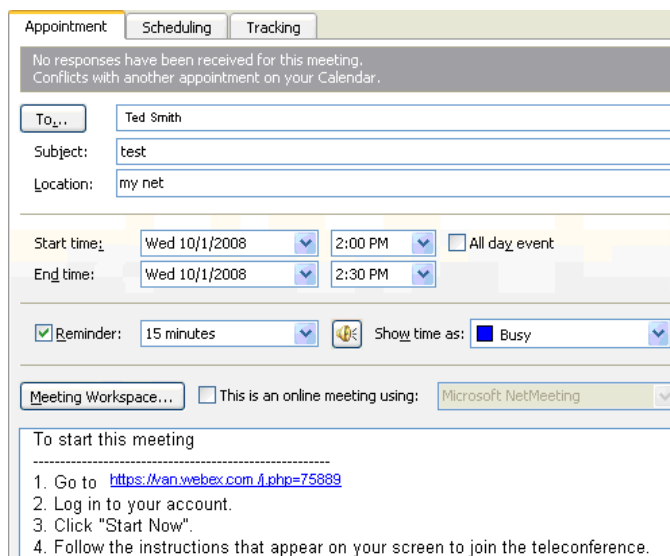 Appointment Scheduling Tracking
No responses have been received for this meeting.
Conflicts with another appointment on your Calendar.
To... Ted Smith
Subject: test
Location: my net
Start time: Wed 10/1/2008 2:00 PM All day event
End time: Wed 10/1/2008 2:30 PM
Reminder: 15 minutes Show time as: Busy
Meeting Workspace... This is an online meeting using: Microsoft NetMeeting
To start this meeting
-------------------------------------------------------
1. Go to https://van.webex.com/j.php=75889
2. Log in to your account.
3. Click "Start Now".
4. Follow the instructions that appear on your screen to join the teleconference.